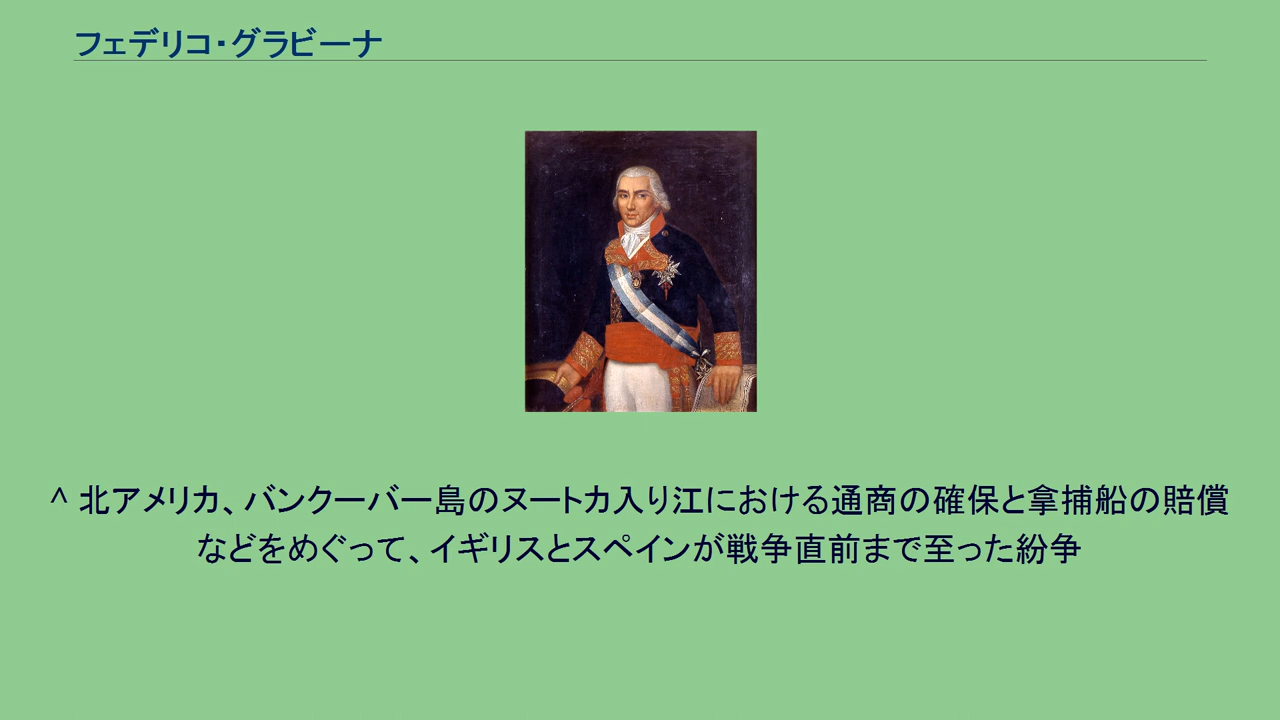 フェデリコ・グラビーナ
^ 北アメリカ、バンクーバー島のヌートカ入り江における通商の確保と拿捕船の賠償
などをめぐって、イギリスとスペインが戦争直前まで至った紛争